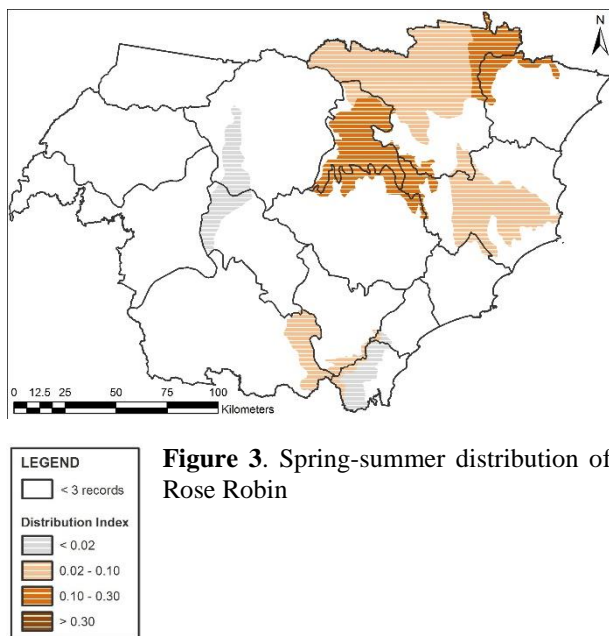 N
0 12.5 25 50 75 100
Kilometers
Figure 3. Spring-summer distribution of
Rose Robin
LEGEND
< 3 records
Distribution Index
< 0.02
0.02 - 0.10
0.10 - 0.30
> 0.30